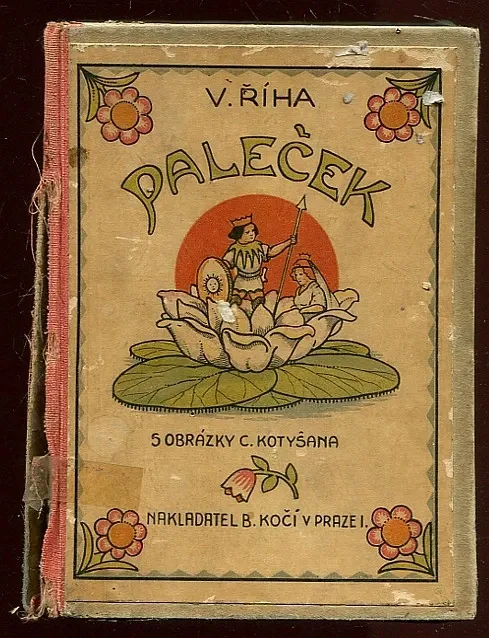 V. ŘÍHA
PALEČEK
S OBRÁZKY C. KOTYŠANA
NAKLADATEL B. KOČÍ V PRAZE I.